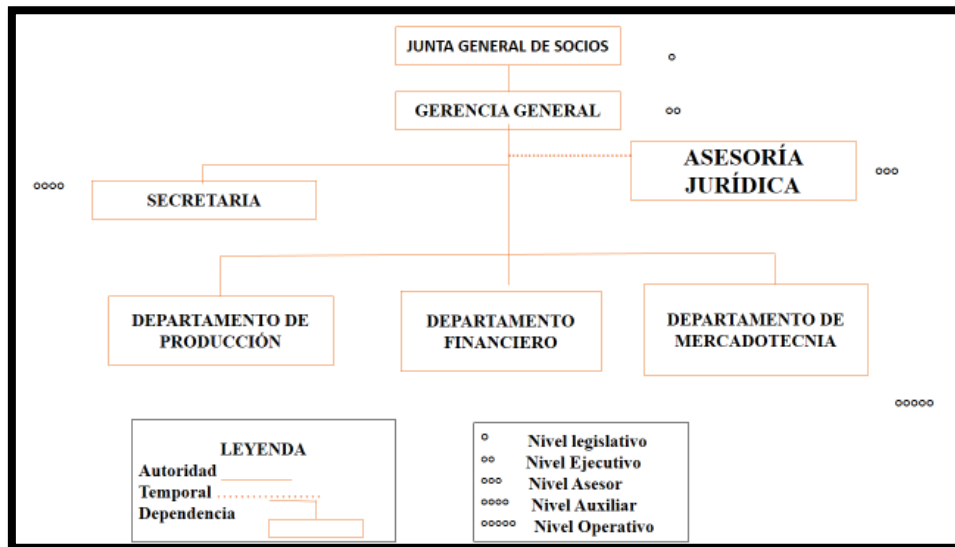 JUNTA GENERAL DE SOCIOS
GERENCIA GENERAL
ASESORÍA
JURÍDICA
SECRETARIA
DEPARTAMENTO DE
PRODUCCIÓN
DEPARTAMENTO
FINANCIERO
DEPARTAMENTO DE
MERCADOTECNIA
LEYENDA
Autoridad
Temporal
Dependencia
Nivel legislativo
Nivel Ejecutivo
Nivel Asesor
Nivel Auxiliar
Nivel Operativo